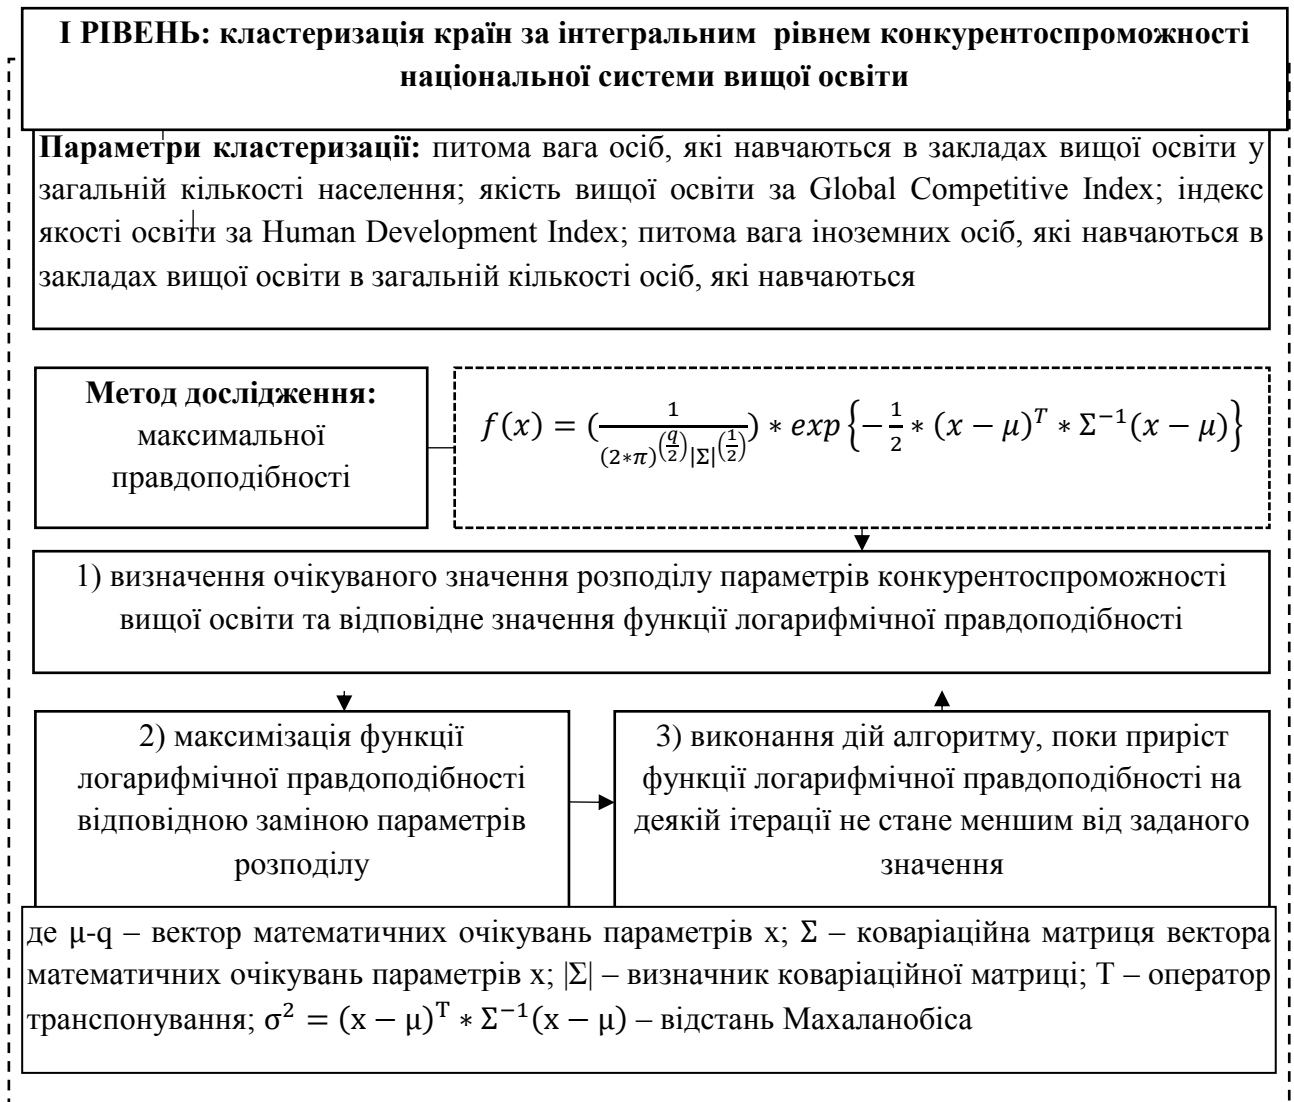 І РІВЕНЬ: кластеризація країн за інтегральним рівнем конкурентоспроможності
національної системи вищої освіти
Параметри кластеризації: питома вага осіб, які навчаються в закладах вищої освіти у
загальній кількості населення; якість вищої освіти за Global Competitive Index; індекс
якості освіти за Human Development Index; питома вага іноземних осіб, які навчаються в
закладах вищої освіти в загальній кількості осіб, які навчаються
Метод дослідження:
максимальної
правдоподібності
f(x) = (1/((2*π)^(q/2)|Σ|^(1/2))) * exp{−1/2 * (x − μ)^T * Σ^−1(x − μ)}
1) визначення очікуваного значення розподілу параметрів конкурентоспроможності
вищої освіти та відповідне значення функції логарифмічної правдоподібності
2) максимізація функції
логарифмічної правдоподібності
відповідною заміною параметрів
розподілу
3) виконання дій алгоритму, поки приріст
функції логарифмічної правдоподібності на
деякій ітерації не стане меншим від заданого
значення
де μ-q – вектор математичних очікувань параметрів x; Σ – коваріаційна матриця вектора
математичних очікувань параметрів x; |Σ| – визначник коваріаційної матриці; Т – оператор
транспонування; σ² = (x − μ)^T * Σ^−1(x − μ) – відстань Махаланобіса